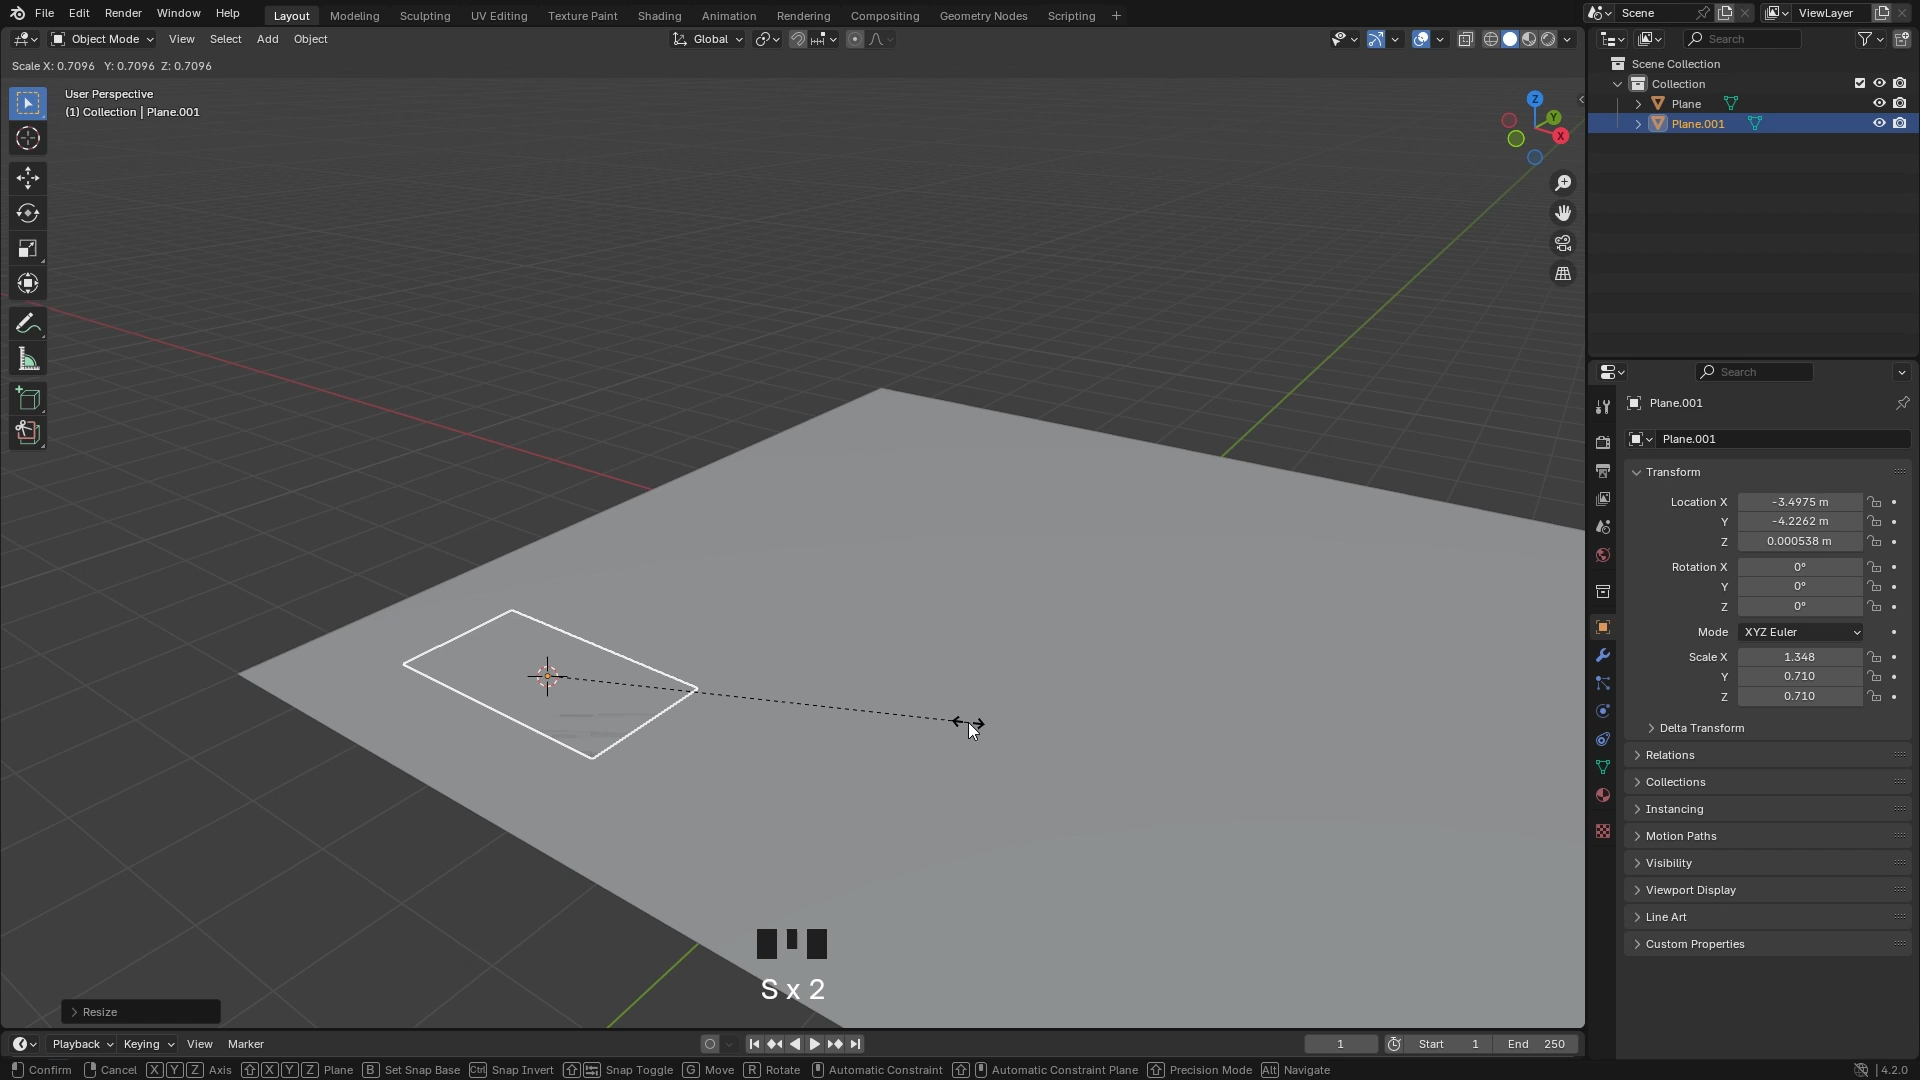 File Edit Render Window Help Layout Modeling Sculpting UV Editing Texture Paint Shading Animation Rendering Compositing Geometry Nodes Scripting + Scene ViewLayer
Object Mode View Select Add Object Global Search
Scale X: 0.7096 Y: 0.7096 Z: 0.7096
User Perspective
(1) Collection | Plane.001
Z
Y
X
Scene Collection
Collection
Plane
Plane.001
Search
Plane.001
Plane.001
Transform
Location X -3.4975 m
Y -4.2262 m
Z 0.000538 m
Rotation X 0°
Y 0°
Z 0°
Mode XYZ Euler
Scale X 1.348
Y 0.710
Z 0.710
Delta Transform
Relations
Collections
Instancing
Motion Paths
Visibility
Viewport Display
Line Art
Custom Properties
S x 2
Resize
Playback Keying View Marker 1 Start 1 End 250
Confirm Cancel X Y Z Axis X Y Z Plane B Set Snap Base Ctrl Snap Invert Snap Toggle G Move R Rotate Automatic Constraint Automatic Constraint Plane Precision Mode Alt Navigate 4.2.0